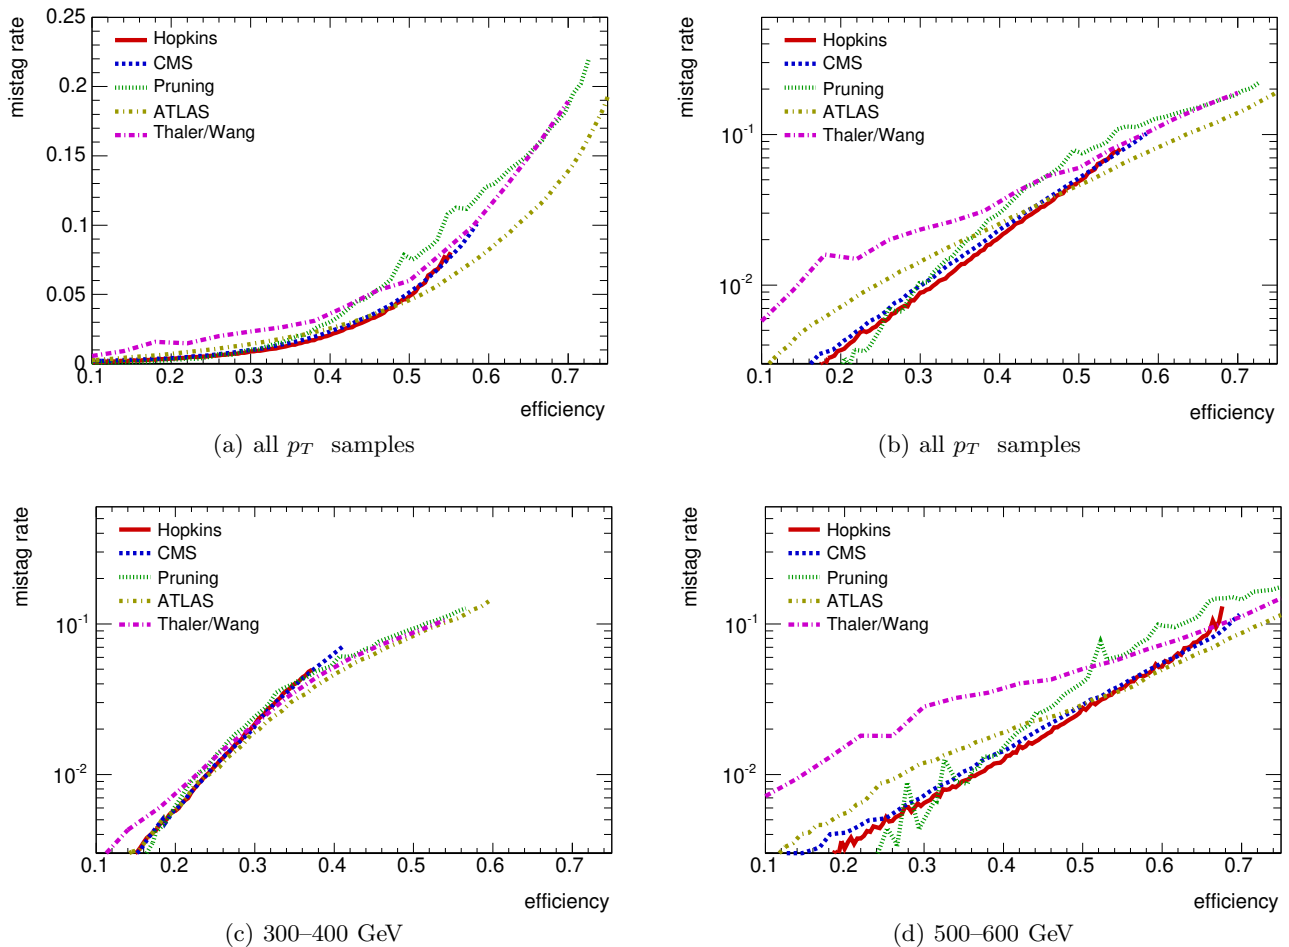 mistag rate
0.25
0.2
0.15
0.1
0.05
0
Hopkins
CMS
Pruning
ATLAS
Thaler/Wang
0.1 0.2 0.3 0.4 0.5 0.6 0.7
efficiency
(a) all p_T samples
mistag rate
10^-1
10^-2
Hopkins
CMS
Pruning
ATLAS
Thaler/Wang
0.1 0.2 0.3 0.4 0.5 0.6 0.7
efficiency
(b) all p_T samples
mistag rate
10^-1
10^-2
Hopkins
CMS
Pruning
ATLAS
Thaler/Wang
0.1 0.2 0.3 0.4 0.5 0.6 0.7
efficiency
(c) 300–400 GeV
mistag rate
10^-1
10^-2
Hopkins
CMS
Pruning
ATLAS
Thaler/Wang
0.1 0.2 0.3 0.4 0.5 0.6 0.7
efficiency
(d) 500–600 GeV